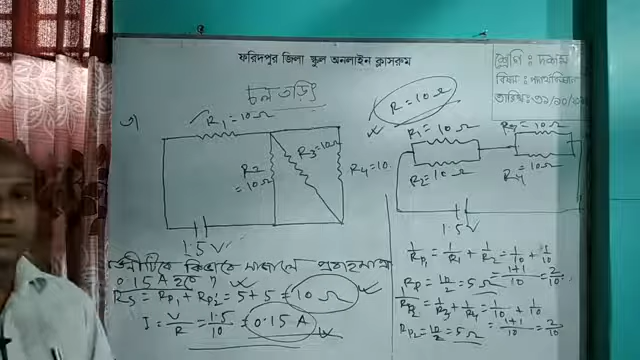 ফরিদপুর জিলা স্কুল অনলাইন ক্লাসরুম
শ্রেণি : দশম
বিষয় : পদার্থবিজ্ঞান
চল তড়িৎ
R = 10 Ω
R₁ = 10 Ω
R2 = 10 Ω
R₃ = 10 Ω
R₄ = 10
1.5 V
R₁ = 10 Ω
R₂ = 10 Ω
= 10 Ω
R₄ = 10 Ω
1.5 V
কিভাবে সাজালে
0.15 A হবে
Rs = Rp₁ + Rp₂ = 5 + 5 = 10 Ω
I = V/R = 1.5/10 = 0.15 A
1/Rp₁ = 1/R₁ + 1/R₂ = 1/10 + 1/10
= 1+1/10 = 2/10
Rp = 10/2 = 5 Ω
1/Rp₂ = 1/R₃ + 1/R₄ = 1/10 + 1/10
= 1+1/10 = 2/10
Rp₂ = 10/2 = 5 Ω